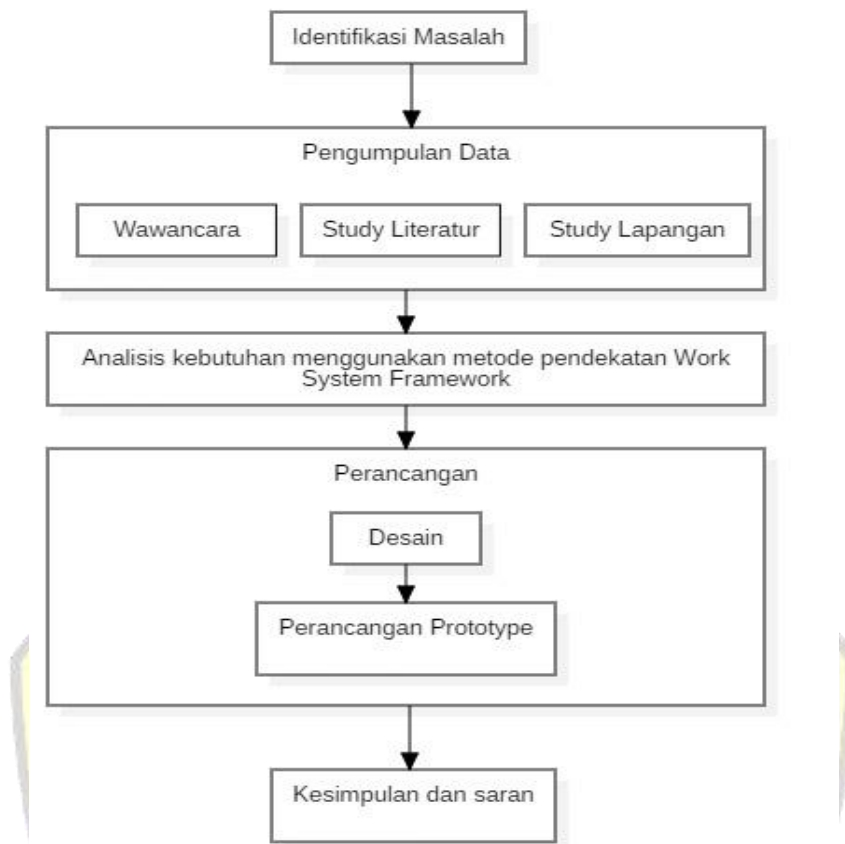 Identifikasi Masalah
Pengumpulan Data
Wawancara
Study Literatur
Study Lapangan
Analisis kebutuhan menggunakan metode pendekatan Work
System Framework
Perancangan
Desain
Perancangan Prototype
Kesimpulan dan saran